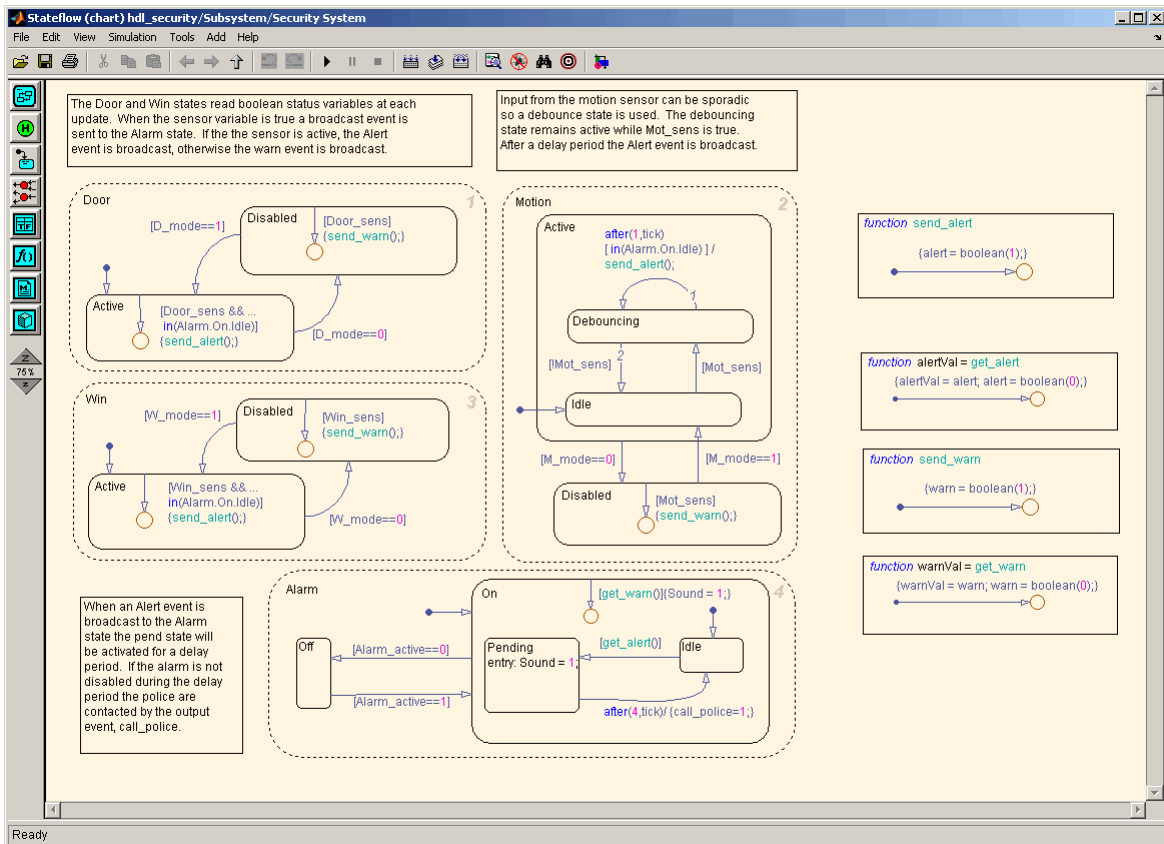 Stateflow (chart) hdl_security/Subsystem/Security System
File Edit View Simulation Tools Add Help
The Door and Win states read boolean status variables at each
update. When the sensor variable is true a broadcast event is
sent to the Alarm state. If the the sensor is active, the Alert
event is broadcast, otherwise the warn event is broadcast.
Input from the motion sensor can be sporadic
so a debounce state is used. The debouncing
state remains active while Mot_sens is true.
After a delay period the Alert event is broadcast.
Door
1
[D_mode==1]
Disabled
[Door_sens]
{send_warn();}
Active
[Door_sens && ...
in(Alarm.On.Idle)]
{send_alert();}
[D_mode==0]
Motion
2
Active
after(1,tick)
[ in(Alarm.On.Idle) ] /
send_alert();
1
Debouncing
2
[!Mot_sens]
[Mot_sens]
Idle
[M_mode==0]
[M_mode==1]
Disabled
[Mot_sens]
{send_warn();}
Win
3
[W_mode==1]
Disabled
[Win_sens]
{send_warn();}
Active
[Win_sens && ...
in(Alarm.On.Idle)]
{send_alert();}
[W_mode==0]
function send_alert
{alert = boolean(1);}
function alertVal = get_alert
{alertVal = alert; alert = boolean(0);}
function send_warn
{warn = boolean(1);}
function warnVal = get_warn
{warnVal = warn; warn = boolean(0);}
When an Alert event is
broadcast to the Alarm
state the pend state will
be activated for a delay
period. If the alarm is not
disabled during the delay
period the police are
contacted by the output
event, call_police.
Alarm
4
Off
[Alarm_active==0]
[Alarm_active==1]
On
[get_warn()]{Sound = 1;}
Pending
entry: Sound = 1;
[get_alert()]
Idle
after(4,tick)/ {call_police=1;}
75%
Ready